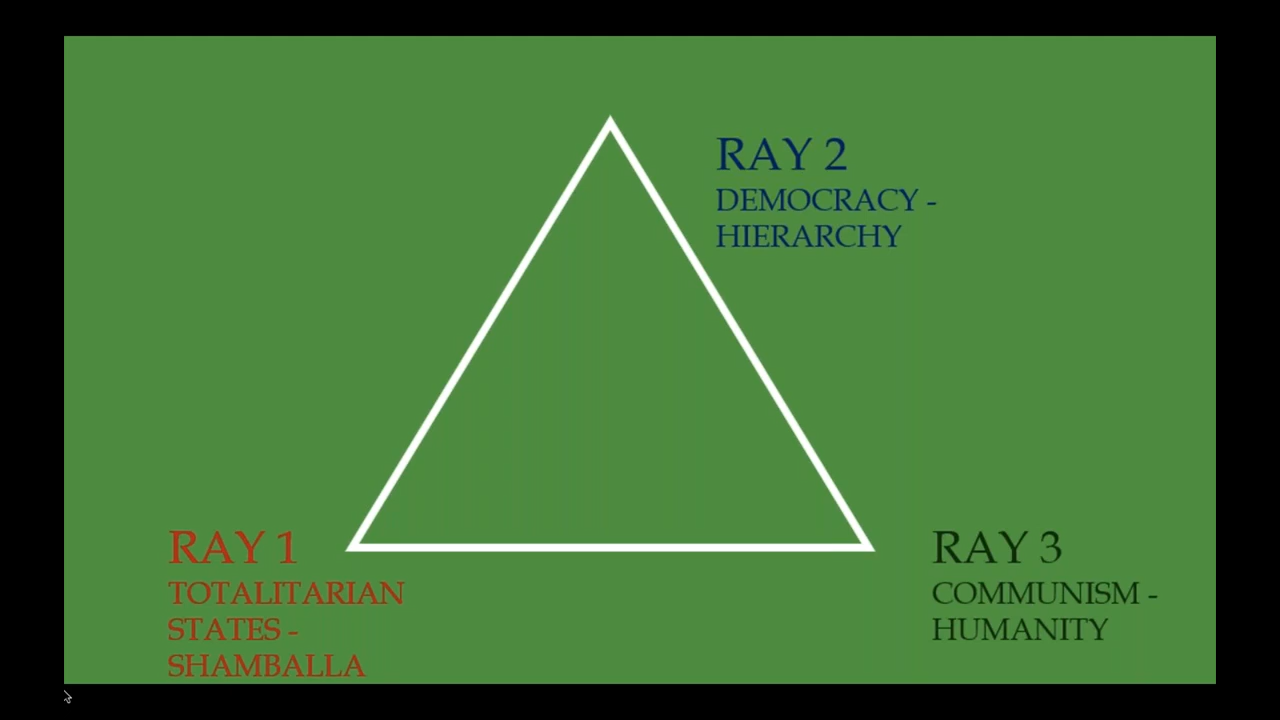 RAY 2
DEMOCRACY -
HIERARCHY
RAY 1
TOTALITARIAN
STATES -
SHAMBALLA
RAY 3
COMMUNISM -
HUMANITY